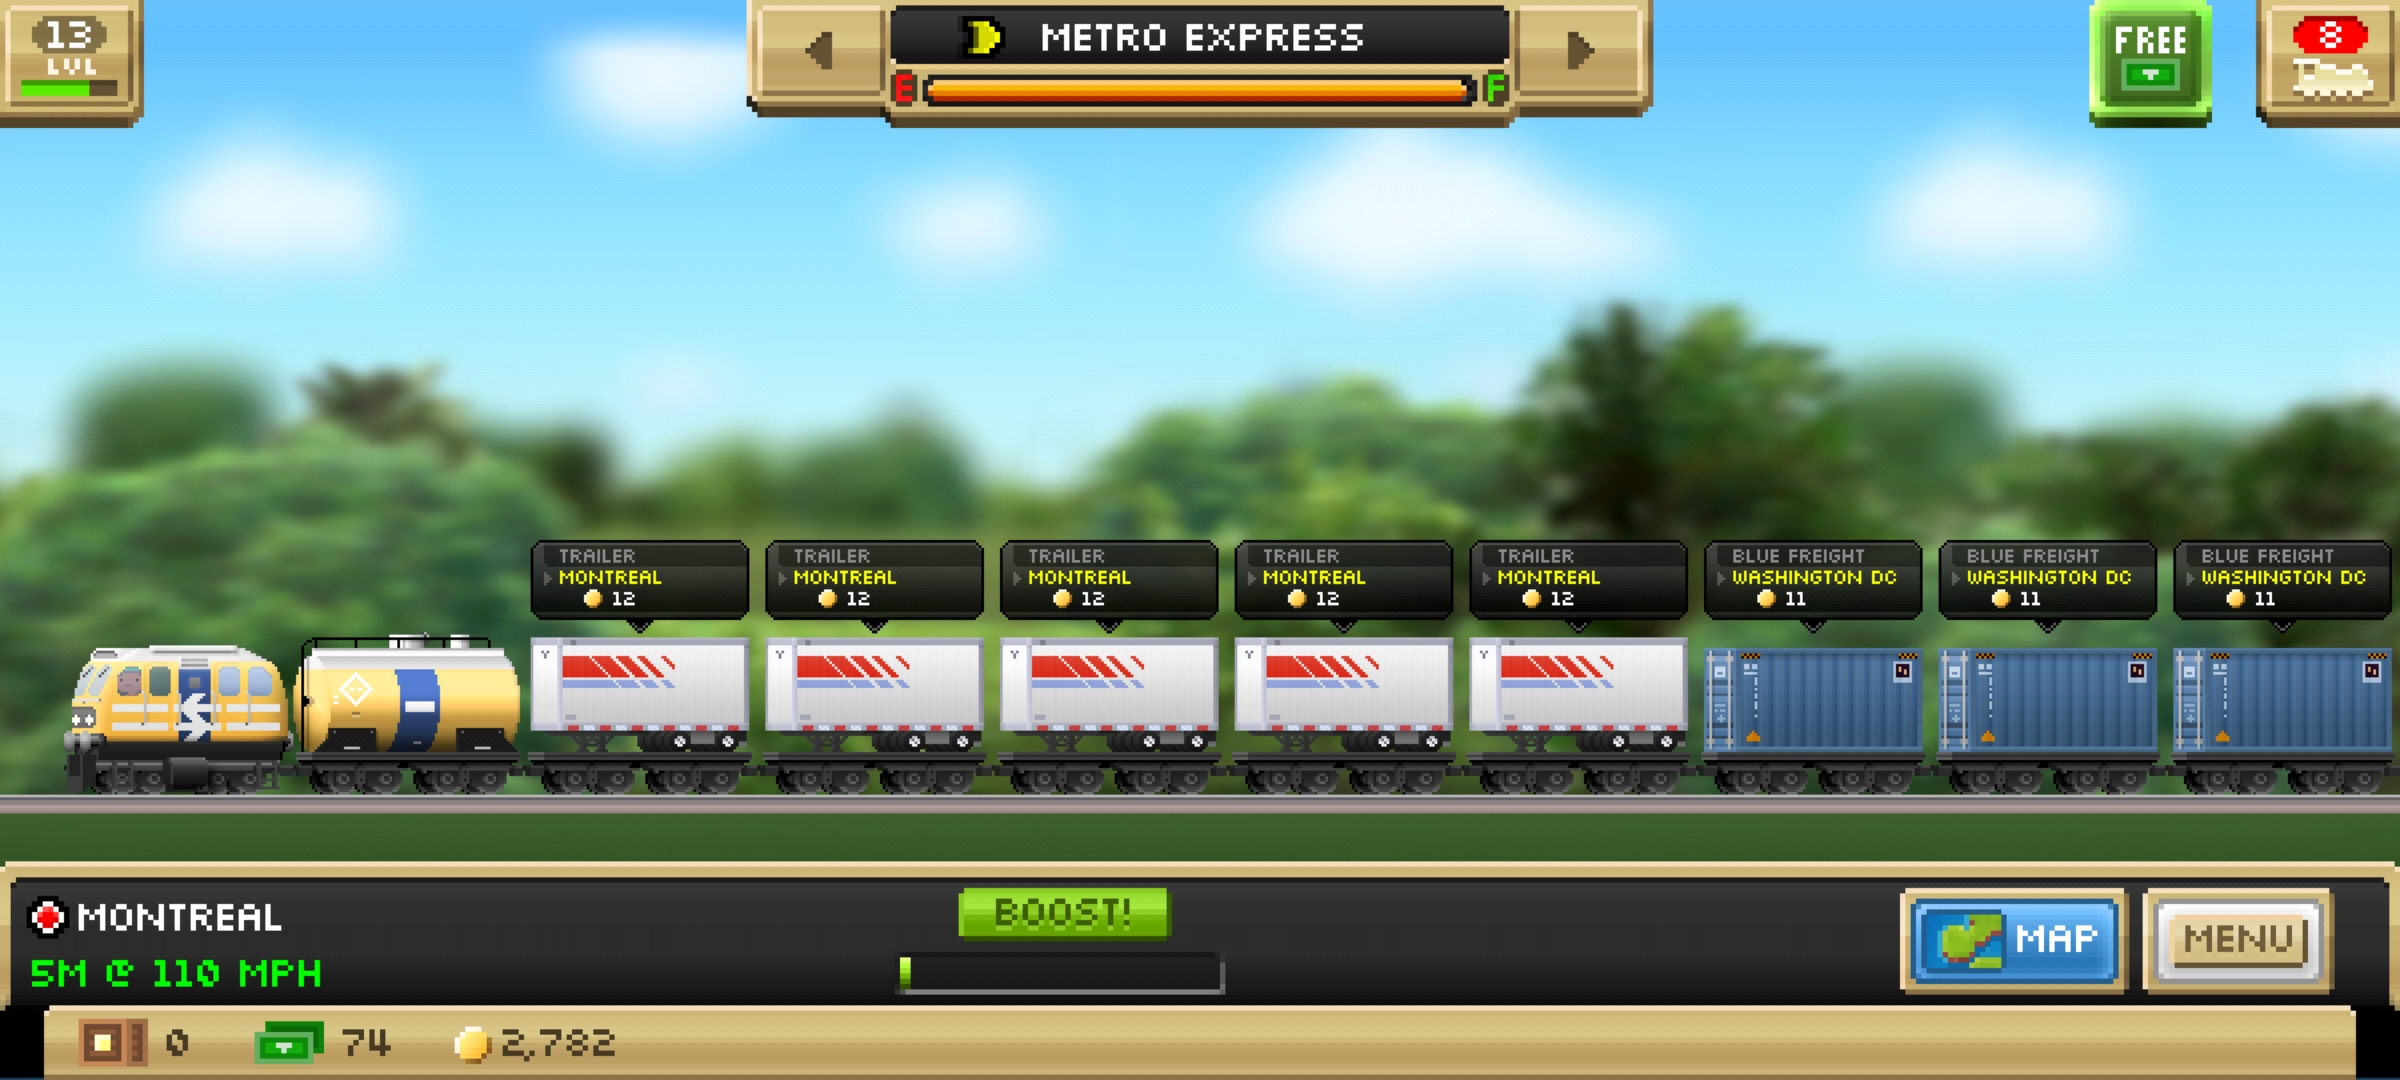 13
LVL
METRO EXPRESS
E F
FREE
8
TRAILER
MONTREAL
12
TRAILER
MONTREAL
12
TRAILER
MONTREAL
12
TRAILER
MONTREAL
12
TRAILER
MONTREAL
12
BLUE FREIGHT
WASHINGTON DC
11
BLUE FREIGHT
WASHINGTON DC
11
BLUE FREIGHT
WASHINGTON DC
11
MONTREAL
5M @ 110 MPH
BOOST!
MAP
MENU
0 74 2,782